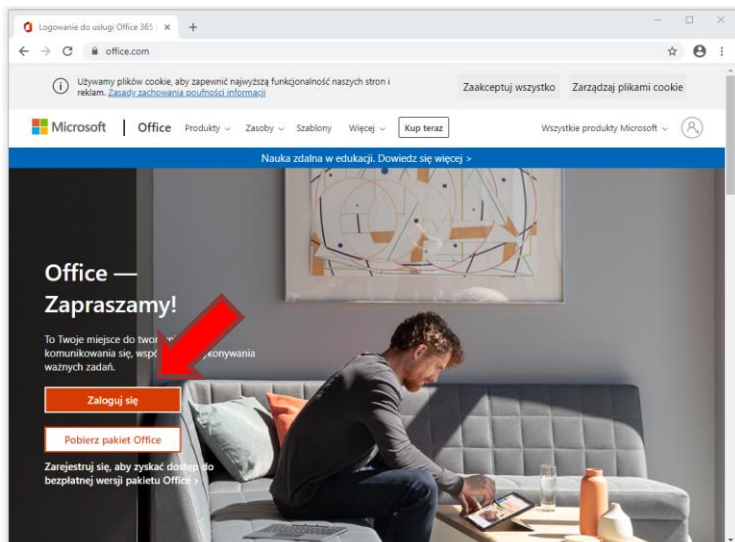 Logowanie do usługi Office 365 |
office.com
Używamy plików cookie, aby zapewnić najwyższą funkcjonalność naszych stron i
reklam. Zasady zachowania poufności informacji
Zaakceptuj wszystko
Zarządzaj plikami cookie
Microsoft
Office
Produkty
Zasoby
Szablony
Więcej
Kup teraz
Wszystkie produkty Microsoft
Nauka zdalna w edukacji. Dowiedz się więcej >
Office —
Zapraszamy!
To Twoje miejsce do
komunikowania się,
ważnych zadań.
Zaloguj się
Pobierz pakiet Office
Zarejestruj się, aby zyskać dostęp do
bezpłatnej wersji pakietu Office >